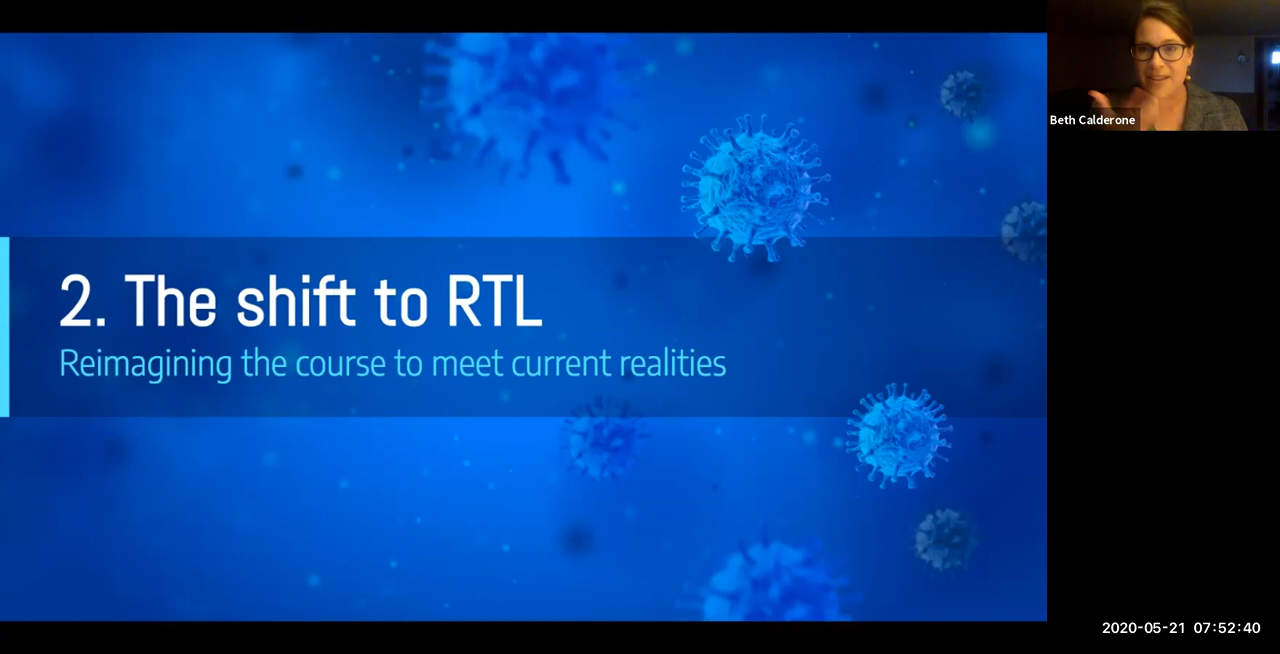 2. The shift to RTL
Reimagining the course to meet current realities
Beth Calderone
2020-05-21 07:52:40